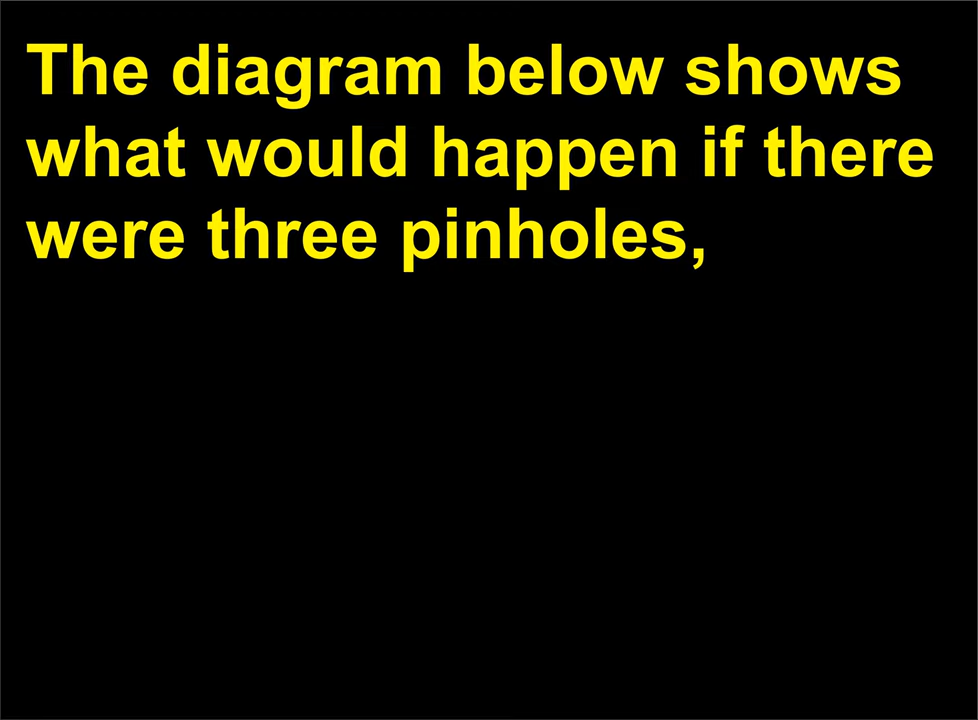 The diagram below shows
what would happen if there
were three pinholes,